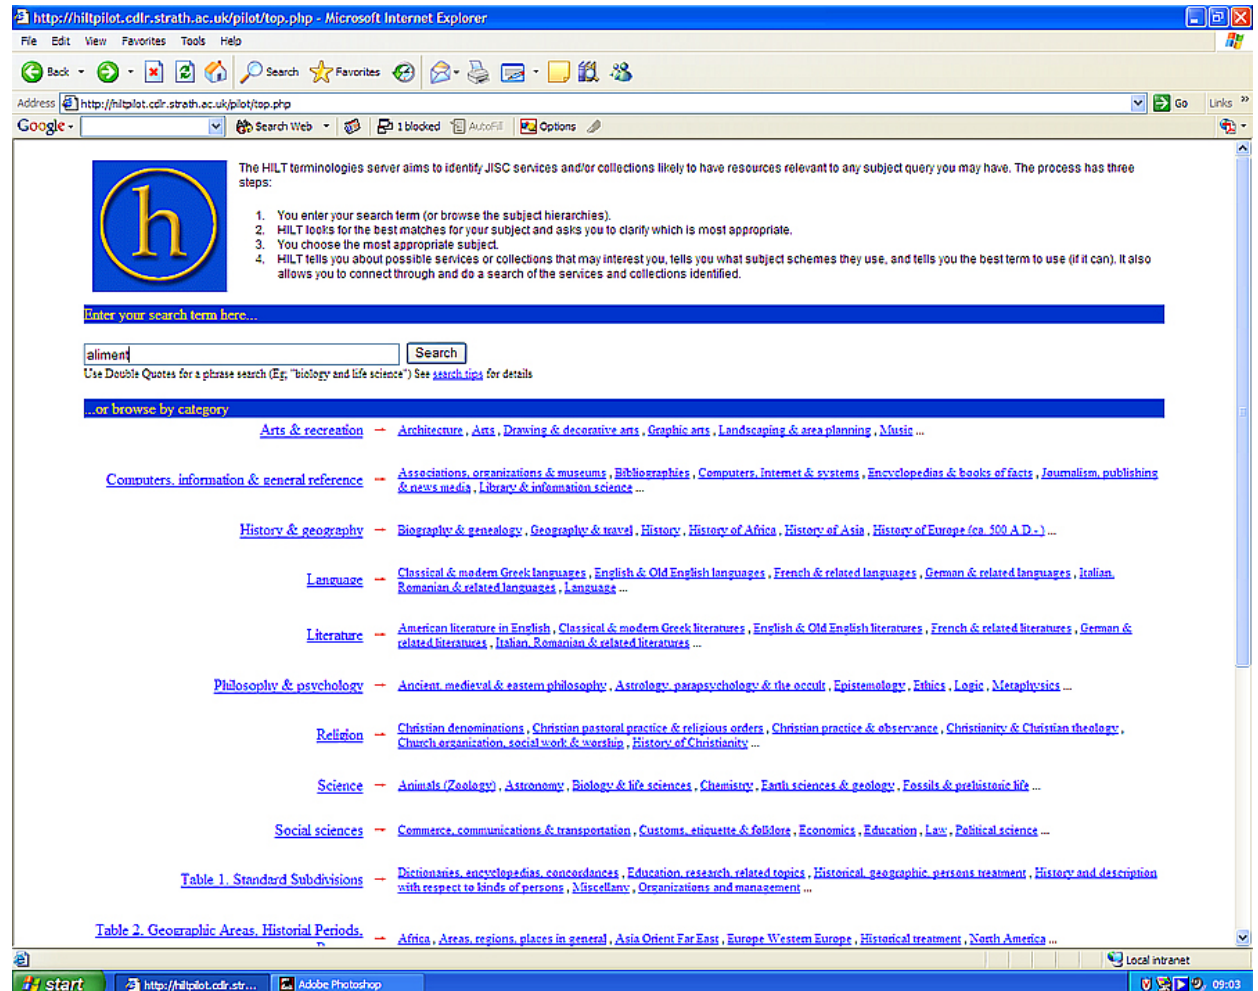 http://hiltpilot.cdlr.strath.ac.uk/pilot/top.php - Microsoft Internet Explorer
File Edit View Favorites Tools Help
Back Search Favorites
Address http://hiltpilot.cdlr.strath.ac.uk/pilot/top.php Go Links »
Google Search Web 1 blocked AutoFill Options
h
The HILT terminologies server aims to identify JISC services and/or collections likely to have resources relevant to any subject query you may have. The process has three
steps:
1. You enter your search term (or browse the subject hierarchies).
2. HILT looks for the best matches for your subject and asks you to clarify which is most appropriate.
3. You choose the most appropriate subject.
4. HILT tells you about possible services or collections that may interest you, tells you what subject schemes they use, and tells you the best term to use (if it can). It also
allows you to connect through and do a search of the services and collections identified.
Enter your search term here...
aliment Search
Use Double Quotes for a phrase search (Eg; "biology and life science") See search tips for details
...or browse by category
Arts & recreation → Architecture , Arts , Drawing & decorative arts , Graphic arts , Landscaping & area planning , Music ...
Computers, information & general reference → Associations, organizations & museums , Bibliographies , Computers, Internet & systems , Encyclopedias & books of facts , Journalism, publishing
& news media , Library & information science ...
History & geography → Biography & genealogy , Geography & travel , History , History of Africa , History of Asia , History of Europe (ca. 500 A.D.- ) ...
Language → Classical & modern Greek languages , English & Old English languages , French & related languages , German & related languages , Italian,
Romanian & related languages , Language ...
Literature → American literature in English , Classical & modern Greek literatures , English & Old English literatures , French & related literatures , German &
related literatures , Italian, Romanian & related literatures ...
Philosophy & psychology → Ancient, medieval & eastern philosophy , Astrology, parapsychology & the occult , Epistemology , Ethics , Logic , Metaphysics ...
Religion → Christian denominations , Christian pastoral practice & religious orders , Christian practice & observance , Christianity & Christian theology ,
Church organization, social work & worship , History of Christianity ...
Science → Animals (Zoology) , Astronomy , Biology & life sciences , Chemistry , Earth sciences & geology , Fossils & prehistoric life ...
Social sciences → Commerce, communications & transportation , Customs, etiquette & folklore , Economics , Education , Law , Political science ...
Table 1. Standard Subdivisions → Dictionaries, encyclopedias, concordances , Education, research, related topics , Historical, geographic, persons treatment , History and description
with respect to kinds of persons , Miscellany , Organizations and management ...
Table 2. Geographic Areas, Historial Periods, → Africa , Areas, regions, places in general , Asia Orient Far East , Europe Western Europe , Historical treatment , North America ...
Local intranet
start http://hiltpilot.cdlr.str... Adobe Photoshop 09:03